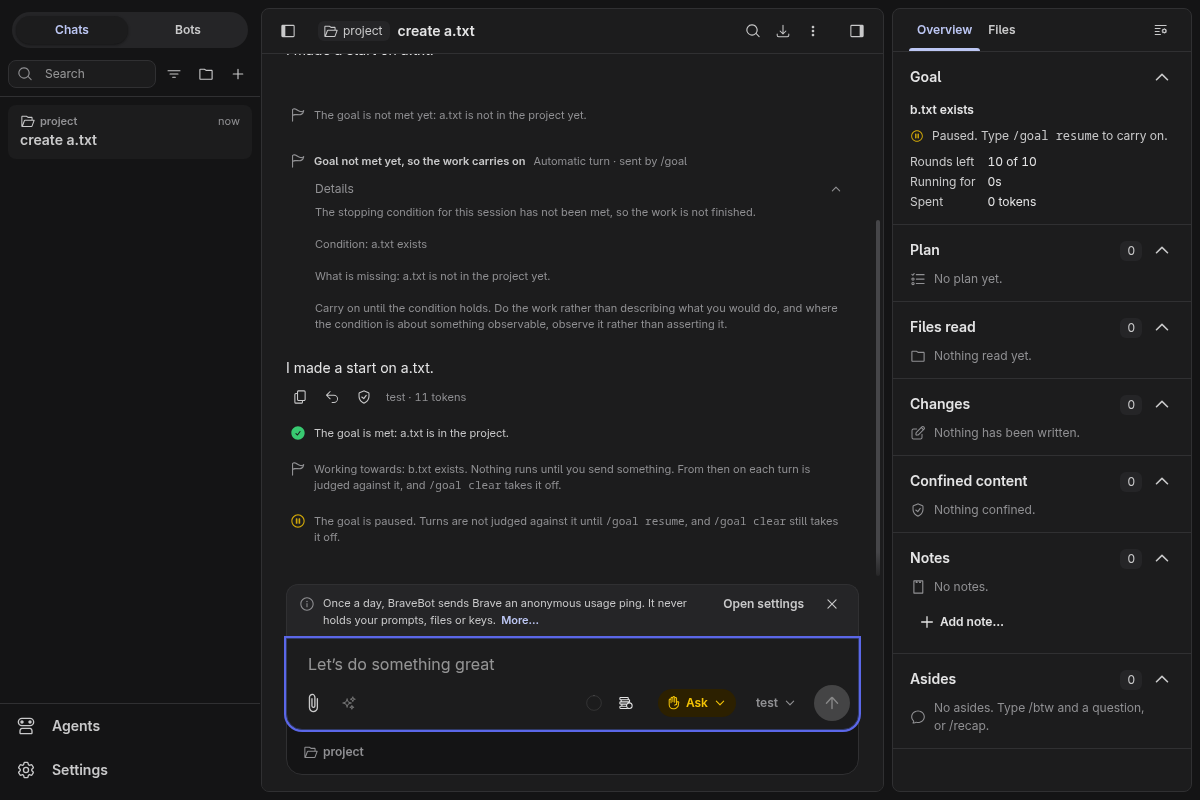 Chats
Bots
Search
project
now
create a.txt
Agents
Settings
project
create a.txt
The goal is not met yet: a.txt is not in the project yet.
Goal not met yet, so the work carries on Automatic turn · sent by /goal
Details
The stopping condition for this session has not been met, so the work is not finished.
Condition: a.txt exists
What is missing: a.txt is not in the project yet.
Carry on until the condition holds. Do the work rather than describing what you would do, and where
the condition is about something observable, observe it rather than asserting it.
I made a start on a.txt.
test · 11 tokens
The goal is met: a.txt is in the project.
Working towards: b.txt exists. Nothing runs until you send something. From then on each turn is
judged against it, and /goal clear takes it off.
The goal is paused. Turns are not judged against it until /goal resume, and /goal clear still takes
it off.
Once a day, BraveBot sends Brave an anonymous usage ping. It never
holds your prompts, files or keys. More...
Open settings
Let's do something great
Ask
test
project
Overview
Files
Goal
b.txt exists
Paused. Type /goal resume to carry on.
Rounds left 10 of 10
Running for 0s
Spent 0 tokens
Plan 0
No plan yet.
Files read 0
Nothing read yet.
Changes 0
Nothing has been written.
Confined content 0
Nothing confined.
Notes 0
No notes.
Add note...
Asides 0
No asides. Type /btw and a question,
or /recap.